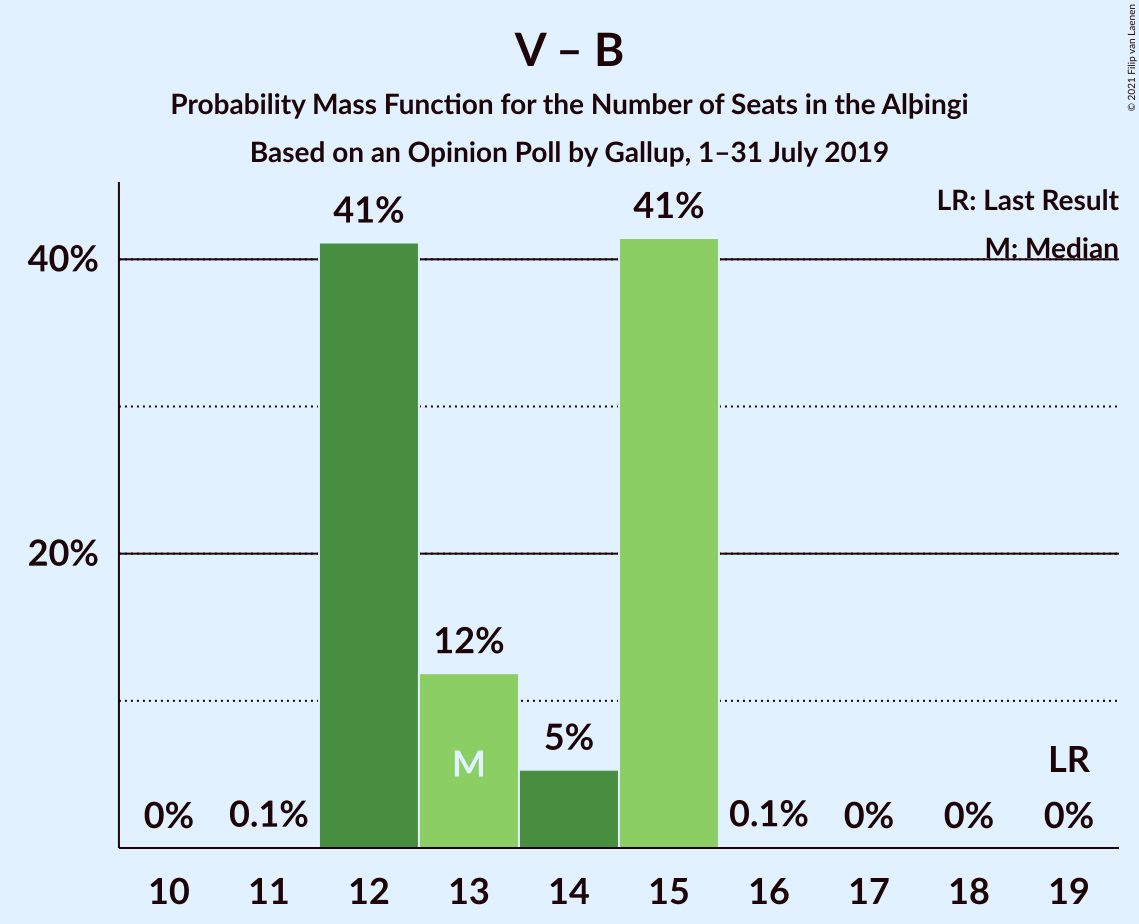 V – B
Probability Mass Function for the Number of Seats in the Alþingi
Based on an Opinion Poll by Gallup, 1–31 July 2019
© 2021 Filip van Laenen
LR: Last Result
M: Median
41%
41%
40%
20%
12%
5%
M
LR
0%
0.1%
0.1%
0%
0%
0%
10
11
12
13
14
15
16
17
18
19